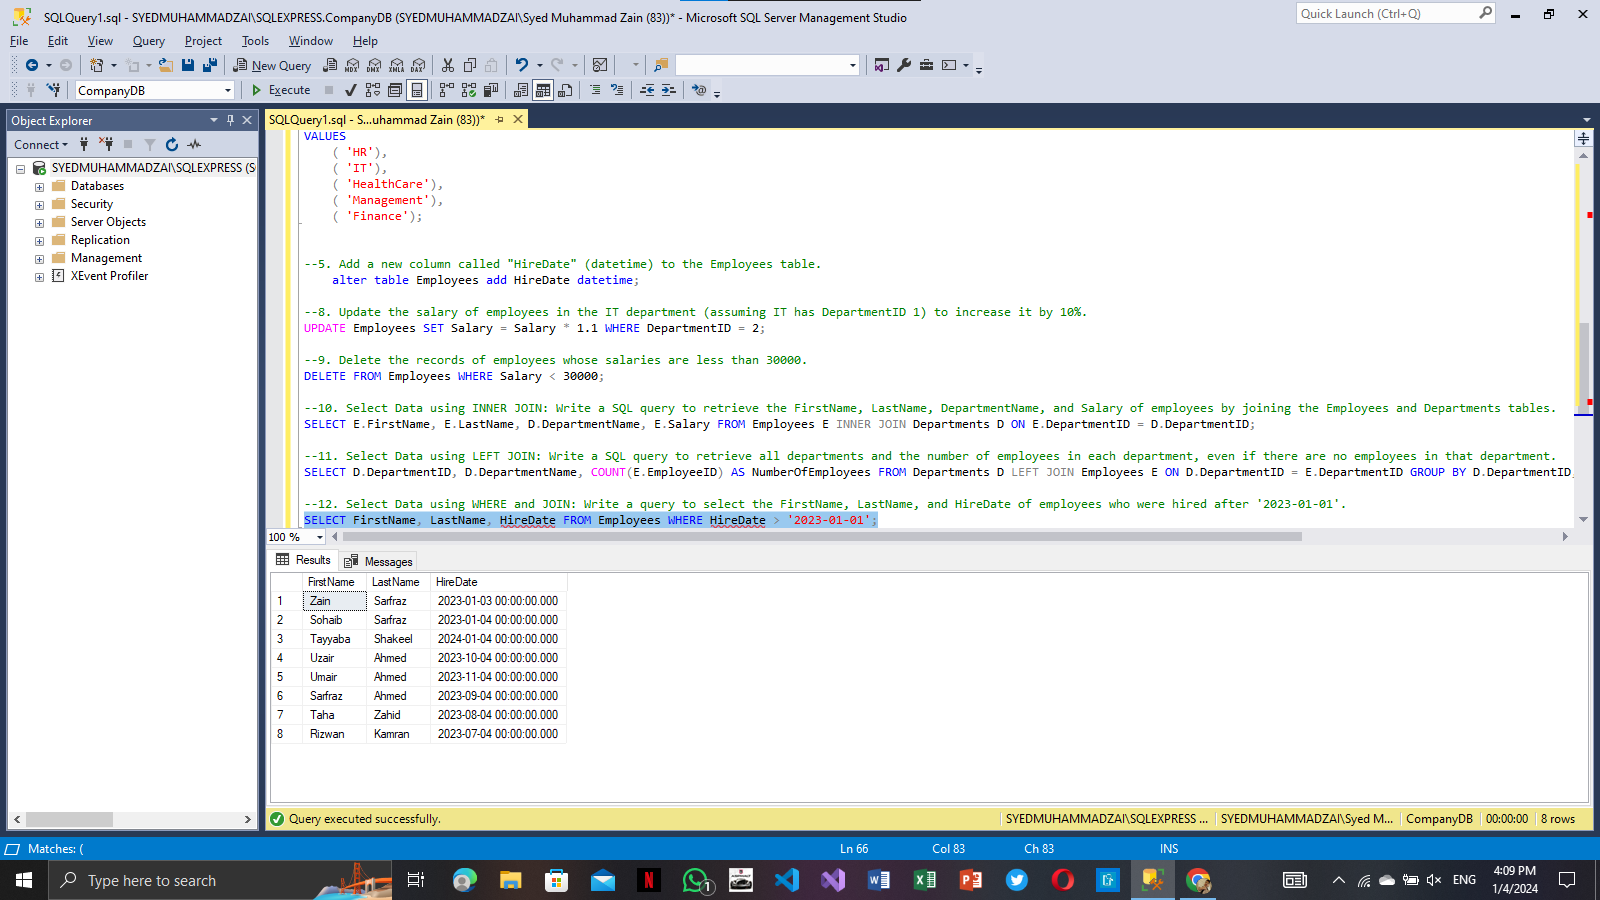 SQLQuery1.sql - SYEDMUHAMMADZAI\SQLEXPRESS.CompanyDB (SYEDMUHAMMADZAI\Syed Muhammad Zain (83))* - Microsoft SQL Server Management Studio
Quick Launch (Ctrl+Q)
File Edit View Query Project Tools Window Help
New Query
MDX DMX XMLA DAX
CompanyDB
Execute
Object Explorer
SQLQuery1.sql - S...uhammad Zain (83))*
Connect
SYEDMUHAMMADZAI\SQLEXPRESS (S
Databases
Security
Server Objects
Replication
Management
XEvent Profiler
VALUES
( 'HR'),
( 'IT'),
( 'HealthCare'),
( 'Management'),
( 'Finance');
--5. Add a new column called "HireDate" (datetime) to the Employees table.
alter table Employees add HireDate datetime;
--8. Update the salary of employees in the IT department (assuming IT has DepartmentID 1) to increase it by 10%.
UPDATE Employees SET Salary = Salary * 1.1 WHERE DepartmentID = 2;
--9. Delete the records of employees whose salaries are less than 30000.
DELETE FROM Employees WHERE Salary < 30000;
--10. Select Data using INNER JOIN: Write a SQL query to retrieve the FirstName, LastName, DepartmentName, and Salary of employees by joining the Employees and Departments tables.
SELECT E.FirstName, E.LastName, D.DepartmentName, E.Salary FROM Employees E INNER JOIN Departments D ON E.DepartmentID = D.DepartmentID;
--11. Select Data using LEFT JOIN: Write a SQL query to retrieve all departments and the number of employees in each department, even if there are no employees in that department.
SELECT D.DepartmentID, D.DepartmentName, COUNT(E.EmployeeID) AS NumberOfEmployees FROM Departments D LEFT JOIN Employees E ON D.DepartmentID = E.DepartmentID GROUP BY D.DepartmentID,
--12. Select Data using WHERE and JOIN: Write a query to select the FirstName, LastName, and HireDate of employees who were hired after '2023-01-01'.
SELECT FirstName, LastName, HireDate FROM Employees WHERE HireDate > '2023-01-01';
100 %
Results Messages
FirstName LastName HireDate
1 Zain Sarfraz 2023-01-03 00:00:00.000
2 Sohaib Sarfraz 2023-01-04 00:00:00.000
3 Tayyaba Shakeel 2024-01-04 00:00:00.000
4 Uzair Ahmed 2023-10-04 00:00:00.000
5 Umair Ahmed 2023-11-04 00:00:00.000
6 Sarfraz Ahmed 2023-09-04 00:00:00.000
7 Taha Zahid 2023-08-04 00:00:00.000
8 Rizwan Kamran 2023-07-04 00:00:00.000
Query executed successfully. SYEDMUHAMMADZAI\SQLEXPRESS ... SYEDMUHAMMADZAI\Syed M... CompanyDB 00:00:00 8 rows
Matches: ( Ln 66 Col 83 Ch 83 INS
Type here to search
1
ENG
4:09 PM
1/4/2024